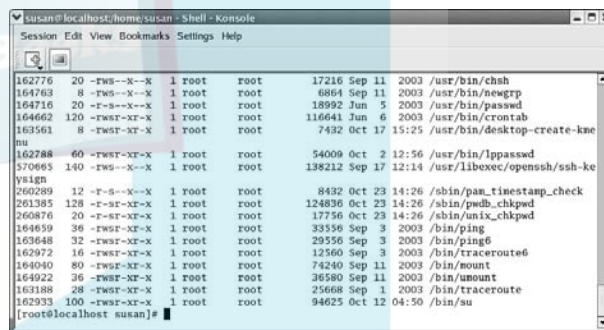 susan@localhost:/home/susan - Shell - Konsole
Session Edit View Bookmarks Settings Help
162776 20 -rws--x--x 1 root root 17216 Sep 11 2003 /usr/bin/chsh
164763 8 -rws--x--x 1 root root 6864 Sep 11 2003 /usr/bin/newgrp
164716 20 -r-s--x--x 1 root root 18992 Jun 5 2003 /usr/bin/passwd
164662 120 -rwsr-xr-x 1 root root 116641 Jun 6 2003 /usr/bin/crontab
163561 8 -rwsr-xr-x 1 root root 7432 Oct 17 15:25 /usr/bin/desktop-create-kme
nu
162788 60 -rwsr-xr-x 1 root root 54009 Oct 2 12:56 /usr/bin/lppasswd
570665 140 -rws--x--x 1 root root 138212 Sep 17 12:14 /usr/libexec/openssh/ssh-ke
ysign
260289 12 -r-s--x--x 1 root root 8432 Oct 23 14:26 /sbin/pam_timestamp_check
261385 128 -r-sr-xr-x 1 root root 124836 Oct 23 14:26 /sbin/pwdb_chkpwd
260876 20 -r-sr-xr-x 1 root root 17756 Oct 23 14:26 /sbin/unix_chkpwd
164659 36 -rwsr-xr-x 1 root root 33556 Sep 3 2003 /bin/ping
163648 32 -rwsr-xr-x 1 root root 29556 Sep 3 2003 /bin/ping6
162972 16 -rwsr-xr-x 1 root root 12560 Sep 3 2003 /bin/traceroute6
164040 80 -rwsr-xr-x 1 root root 74240 Sep 11 2003 /bin/mount
164922 36 -rwsr-xr-x 1 root root 36580 Sep 11 2003 /bin/umount
163188 28 -rwsr-xr-x 1 root root 25668 Sep 1 2003 /bin/traceroute
162933 100 -rwsr-xr-x 1 root root 94625 Oct 12 04:50 /bin/su
[root@localhost susan]#